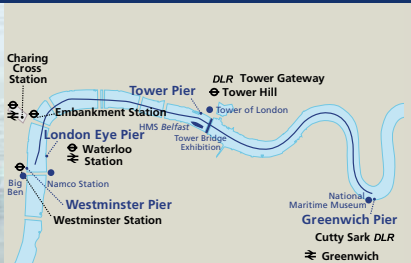 Charing
Cross
Station
DLR Tower Gateway
Tower Pier
Tower Hill
Tower of London
Embankment Station
HMS Belfast
London Eye Pier
Tower Bridge
Exhibition
Waterloo
Station
Big
Ben
Namco Station
National
Maritime Museum
Westminster Pier
Greenwich Pier
Westminster Station
Cutty Sark DLR
Greenwich